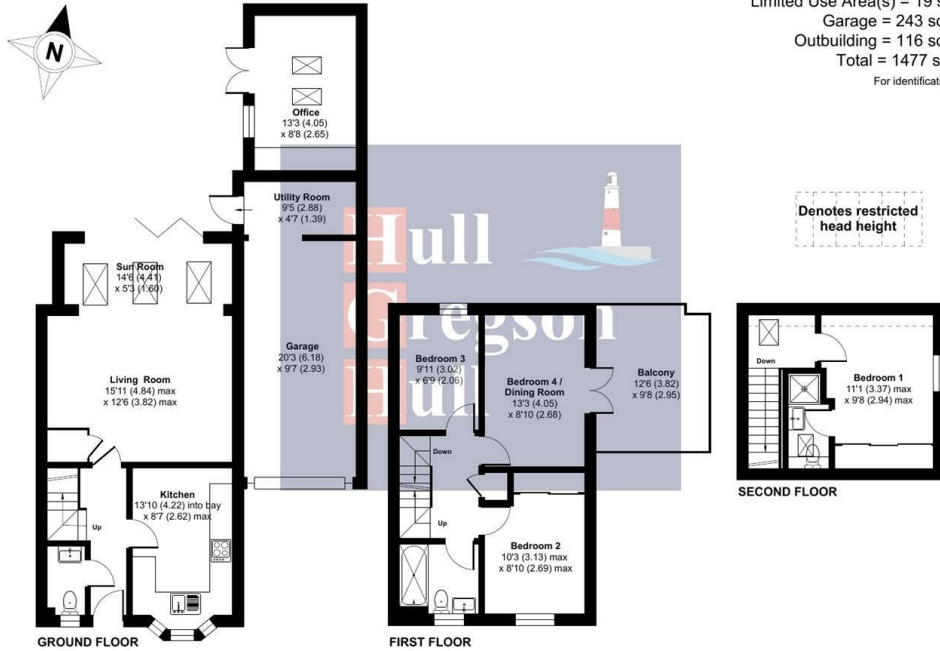 Limited Use Area(s) = 19 s
Garage = 243 sq
Outbuilding = 116 sq
Total = 1477 s
For identificati
N
Office
13'3 (4.05)
x 8'8 (2.65)
Utility Room
9'5 (2.88)
x 4'7 (1.39)
Denotes restricted
head height
Hull
Gregson
Hull
Sun Room
14'6 (4.41)
x 5'3 (1.60)
Garage
20'3 (6.18)
x 9'7 (2.93)
Living Room
15'11 (4.84) max
x 12'6 (3.82) max
Kitchen
13'10 (4.22) into bay
x 8'7 (2.62) max
Up
GROUND FLOOR
Bedroom 3
9'11 (3.02)
x 6'9 (2.06)
Bedroom 4 /
Dining Room
13'3 (4.05)
x 8'10 (2.68)
Balcony
12'6 (3.82)
x 9'8 (2.95)
Down
Up
Bedroom 2
10'3 (3.13) max
x 8'10 (2.69) max
FIRST FLOOR
Down
Bedroom 1
11'1 (3.37) max
x 9'8 (2.94) max
SECOND FLOOR